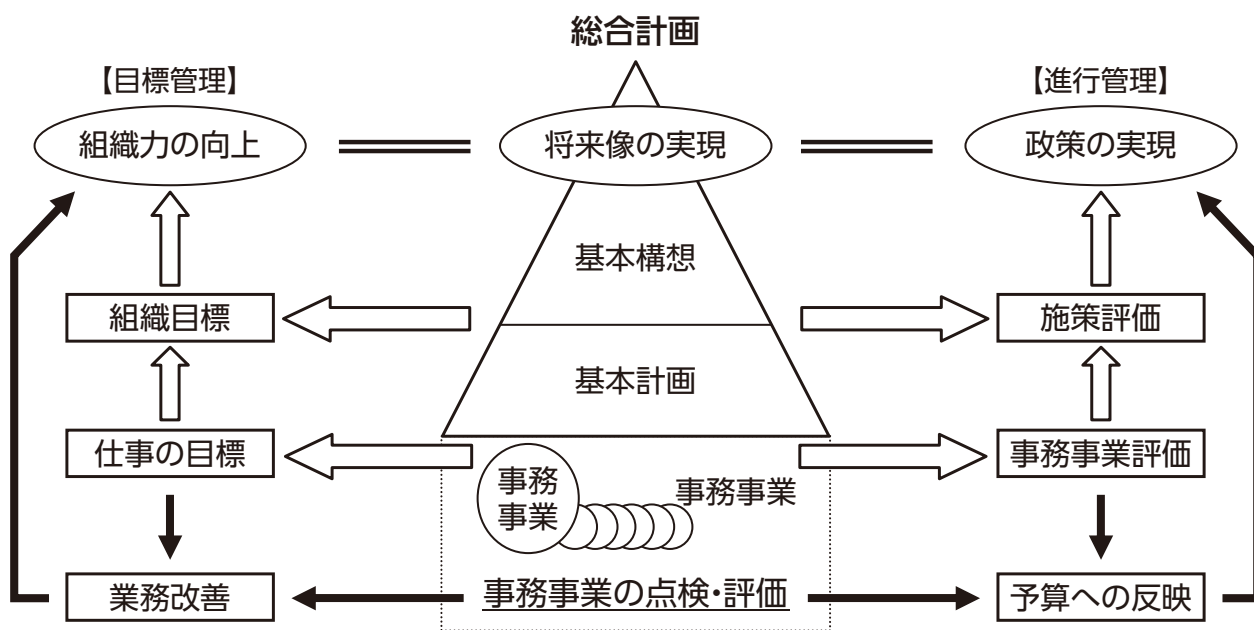 総合計画
【目標管理】
【進行管理】
組織力の向上
将来像の実現
政策の実現
基本構想
組織目標
施策評価
基本計画
仕事の目標
事務事業評価
事務
事業
事務事業
業務改善
事務事業の点検・評価
予算への反映